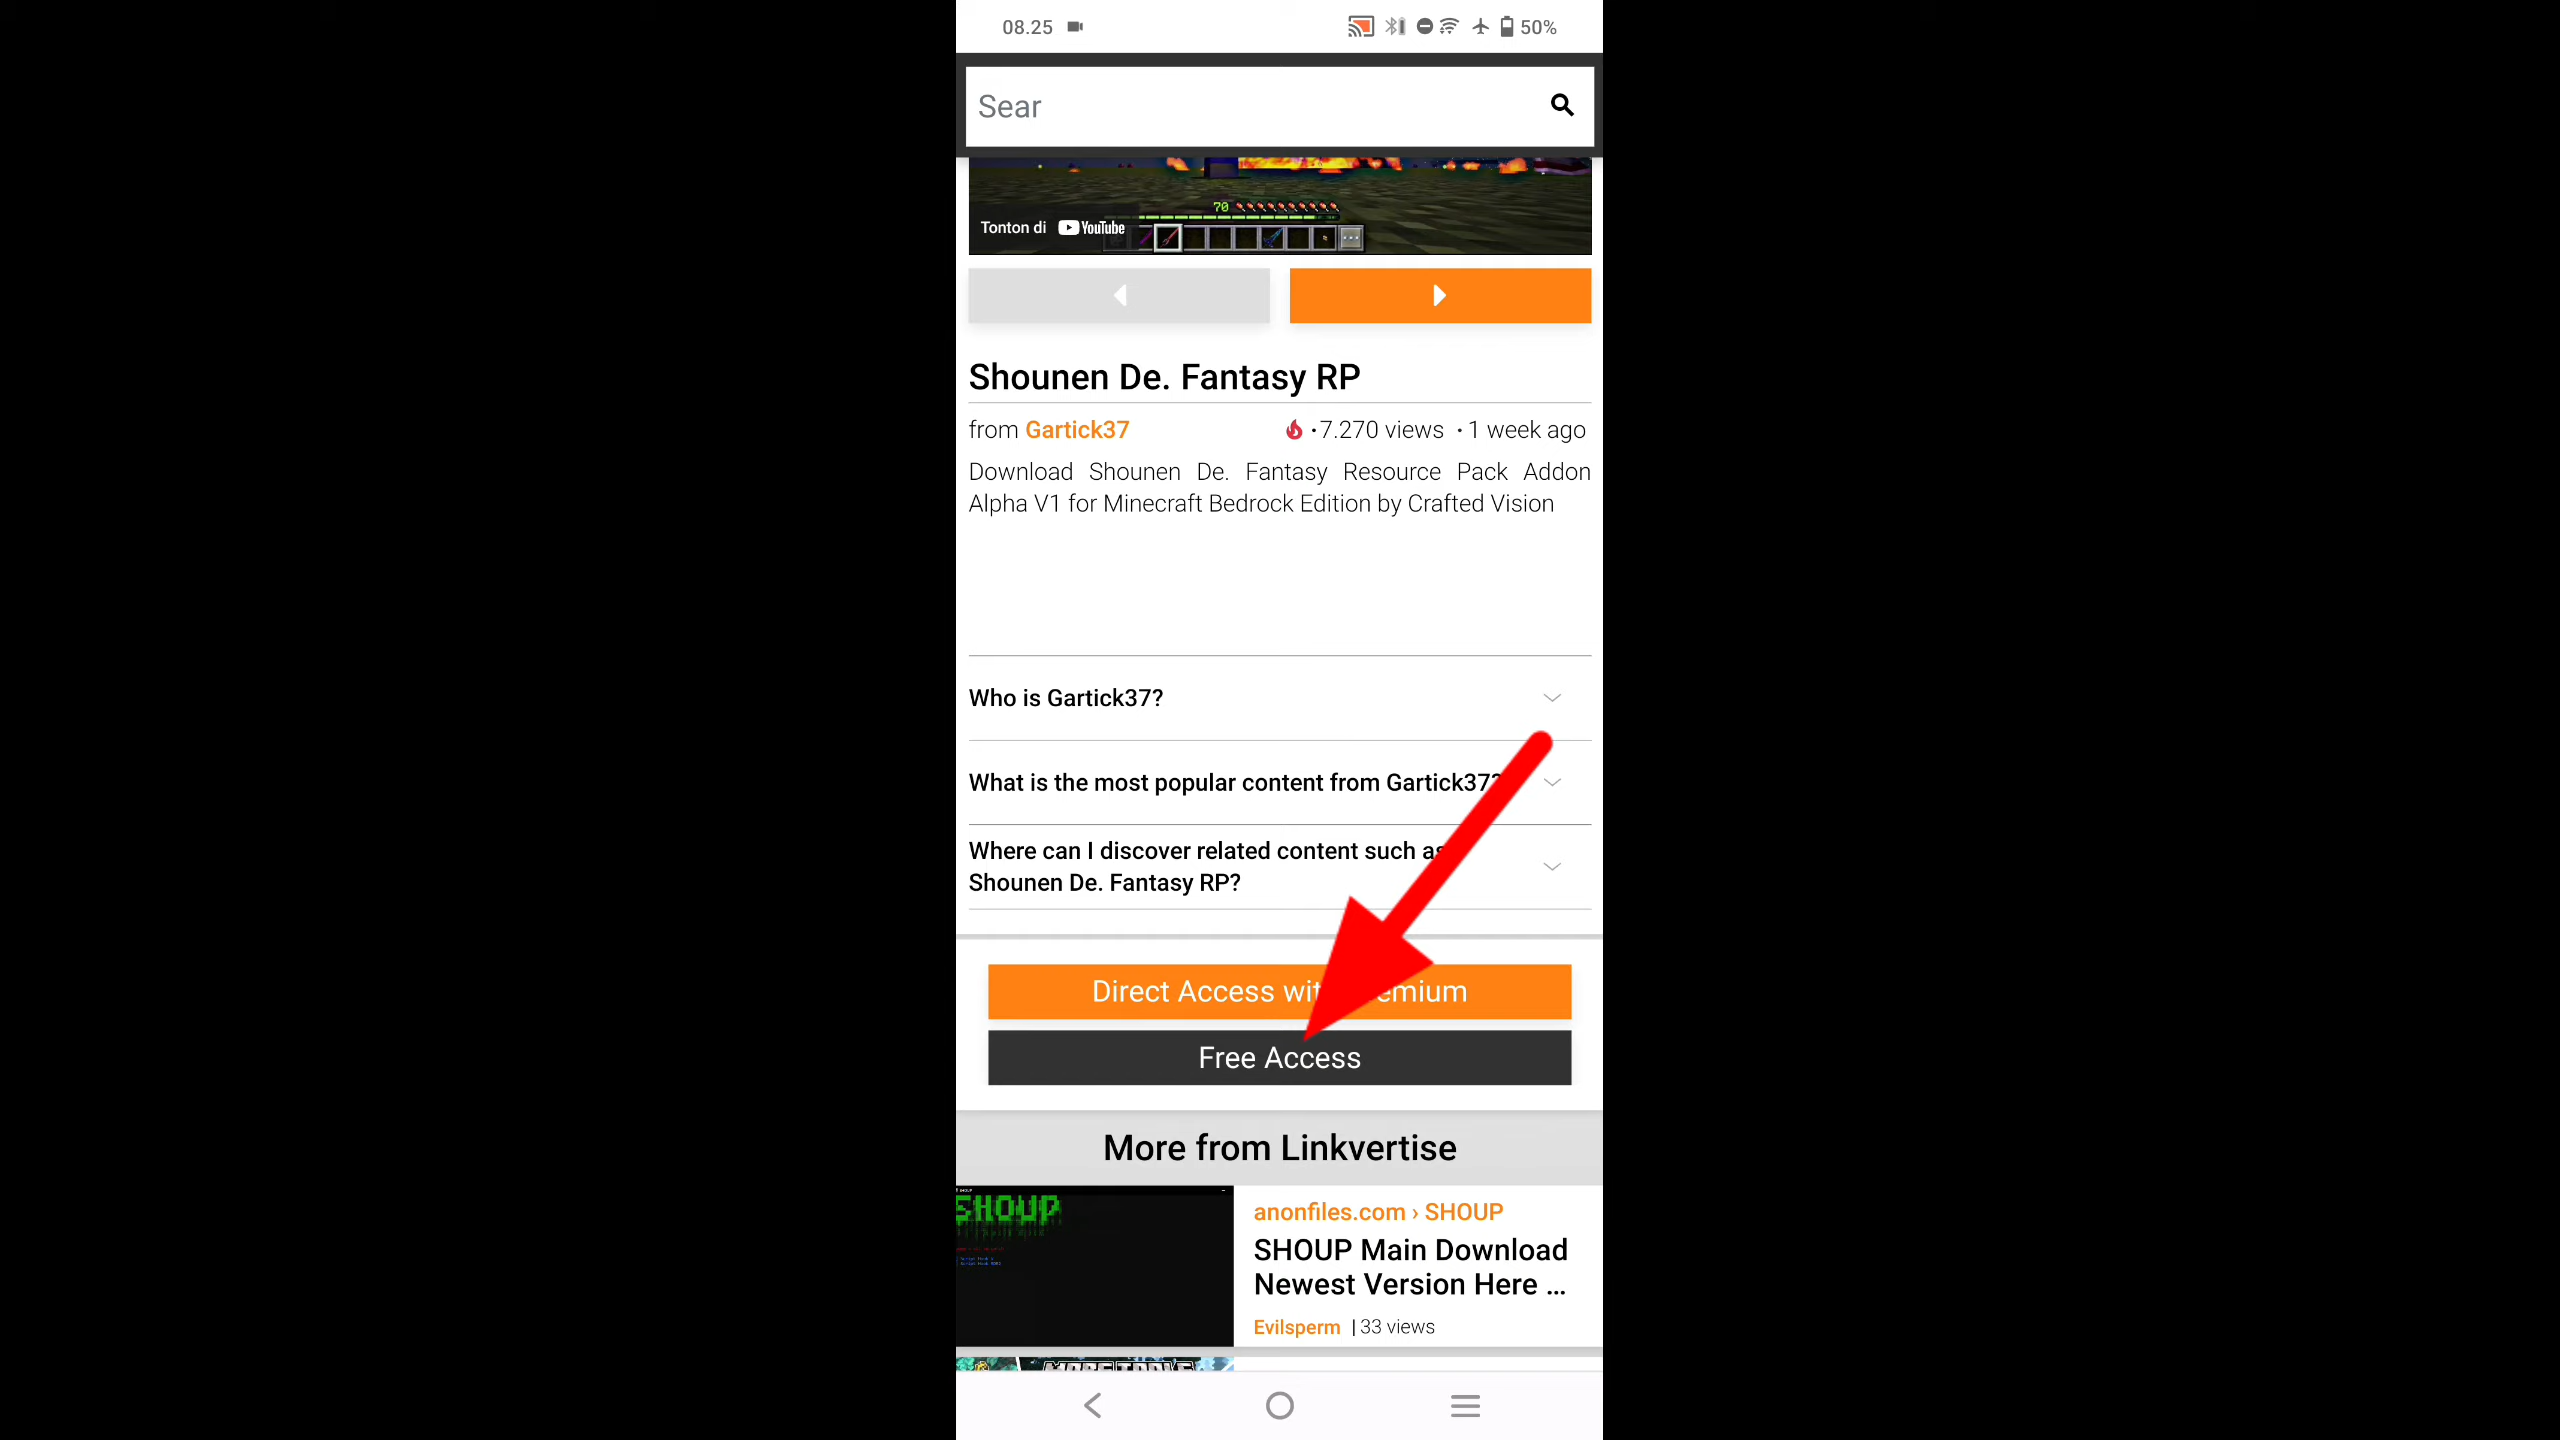 08.25 50%
Sear
70
Tonton di YouTube
Shounen De. Fantasy RP
from Gartick37 •7.270 views •1 week ago
Download Shounen De. Fantasy Resource Pack Addon
Alpha V1 for Minecraft Bedrock Edition by Crafted Vision
Who is Gartick37?
What is the most popular content from Gartick37?
Where can I discover related content such as
Shounen De. Fantasy RP?
Direct Access with Premium
Free Access
More from Linkvertise
SHOUP
anonfiles.com › SHOUP
SHOUP Main Download
Newest Version Here ...
Evilsperm | 33 views
MORE TOOLS